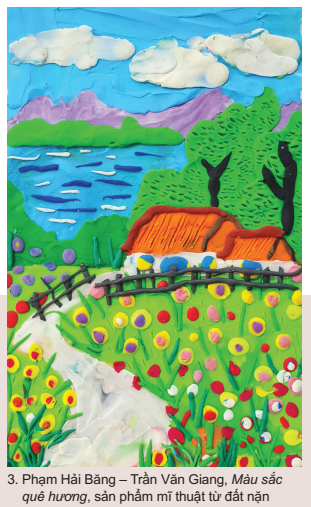 3. Phạm Hải Băng – Trần Văn Giang, Màu sắc
quê hương, sản phẩm mĩ thuật từ đất nặn